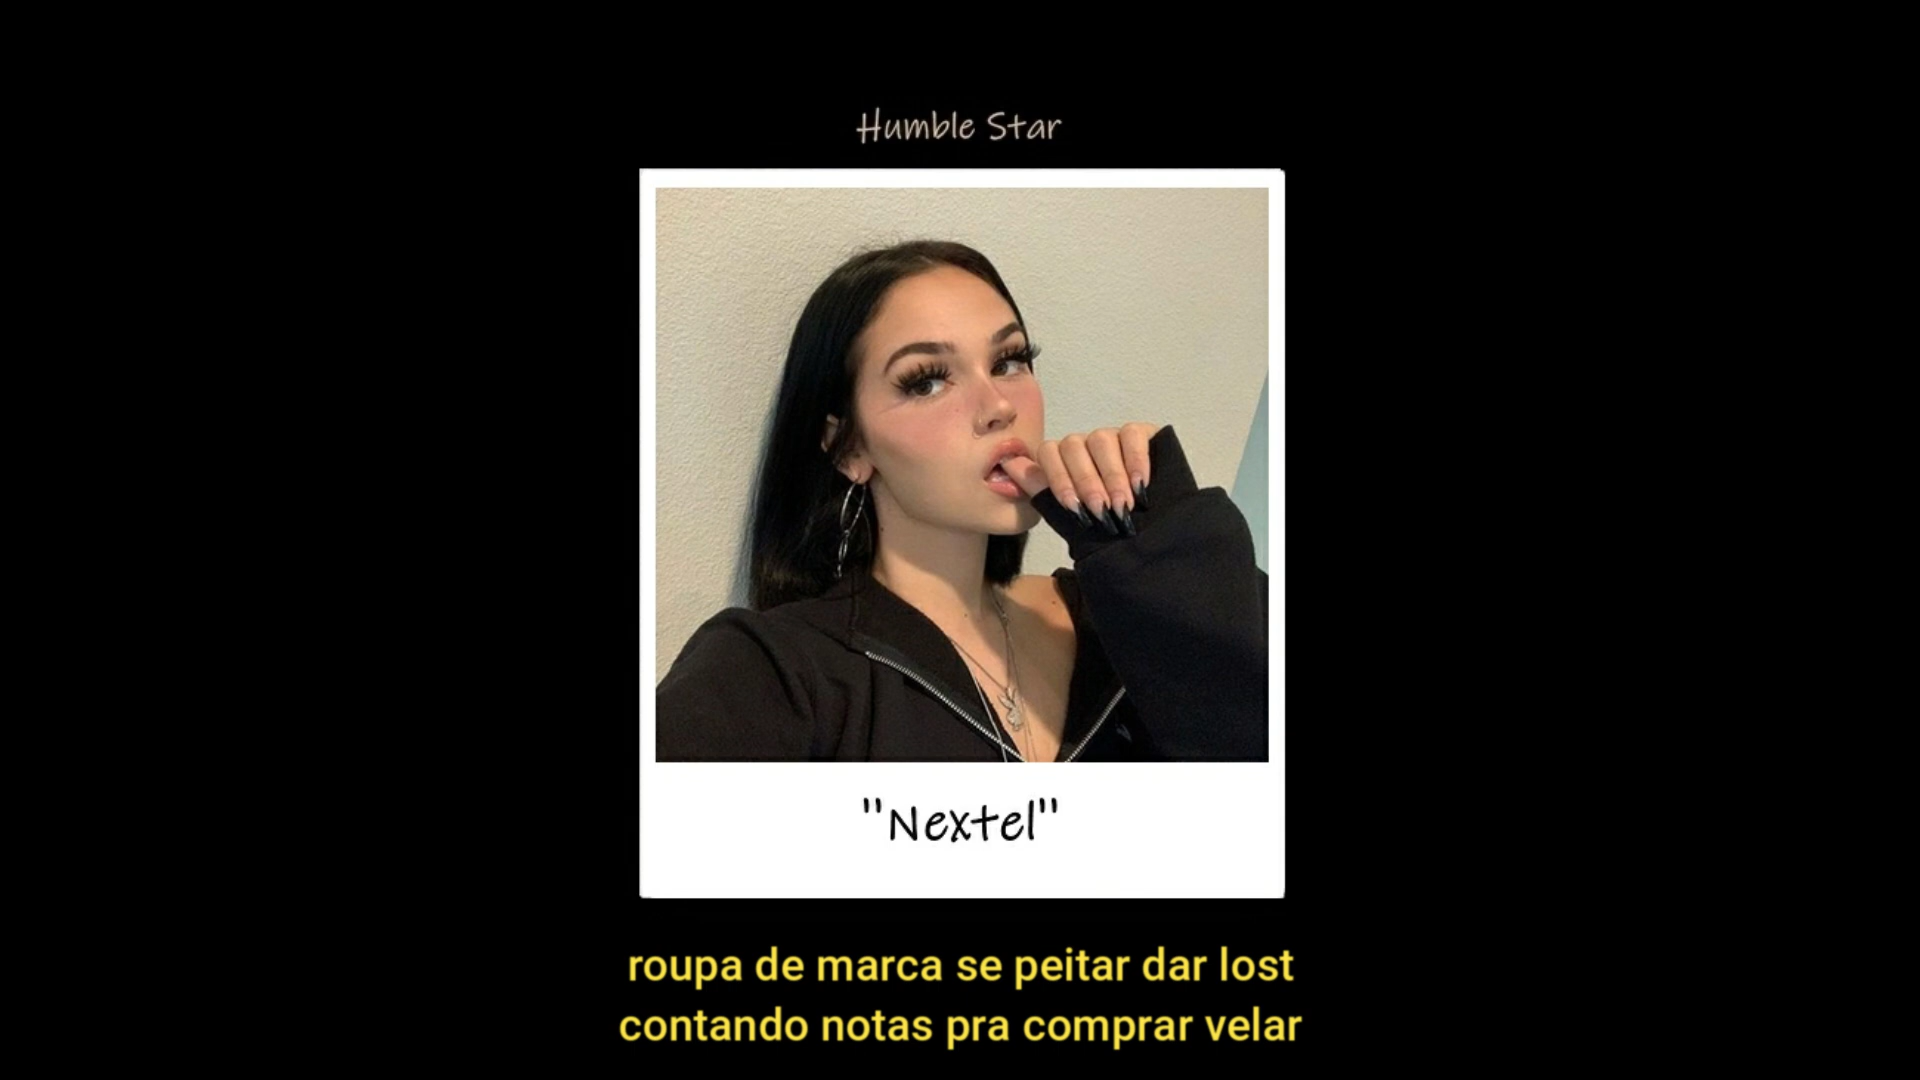 Humble Star
"Nextel"
roupa de marca se peitar dar lost
contando notas pra comprar velar